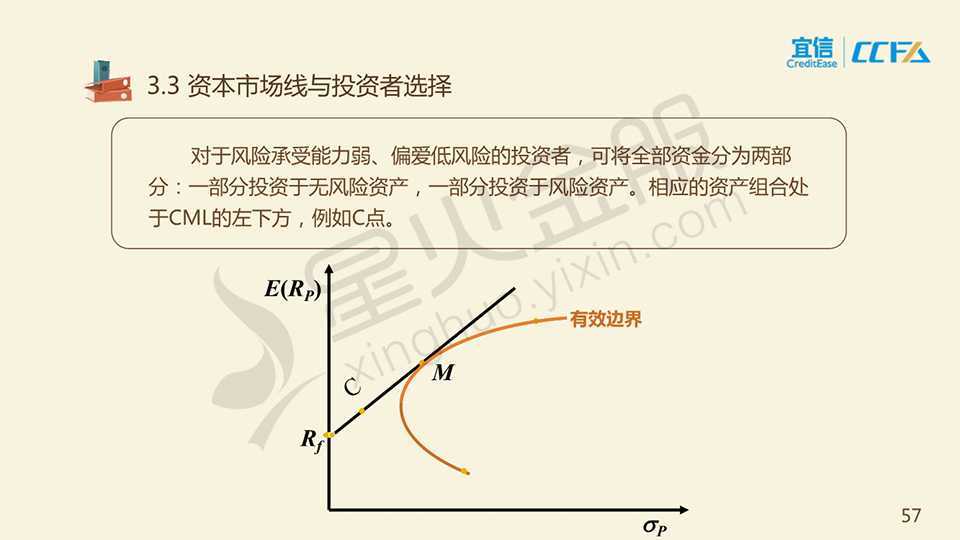 宜信
CreditEase
CCFA
3.3 资本市场线与投资者选择
对于风险承受能力弱、偏爱低风险的投资者，可将全部资金分为两部
分：一部分投资于无风险资产，一部分投资于风险资产。相应的资产组合处
于CML的左下方，例如C点。
星火金服
xinghuo.yixin.com
E(R_P)
有效边界
M
C
R_f
σ_P
57